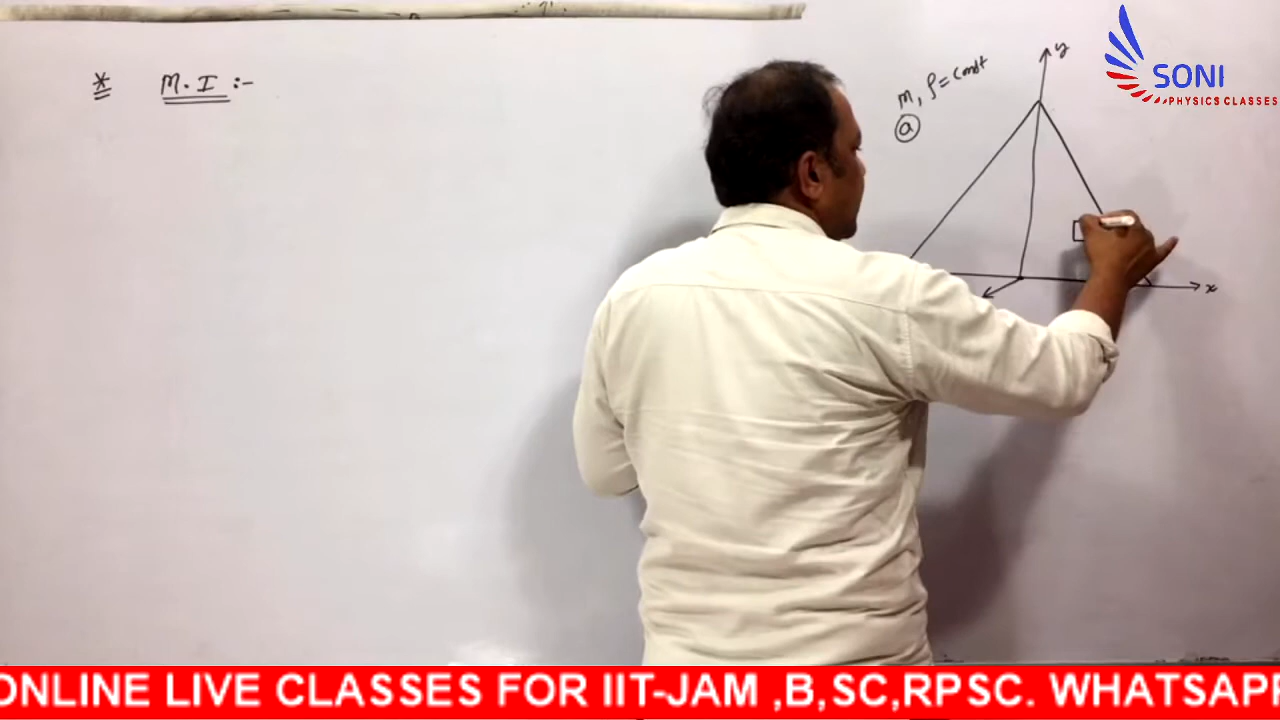 * M.I :-
m, ρ = Const
a
y
x
SONI
PHYSICS CLASSES
ONLINE LIVE CLASSES FOR IIT-JAM ,B,SC,RPSC. WHATSAPP